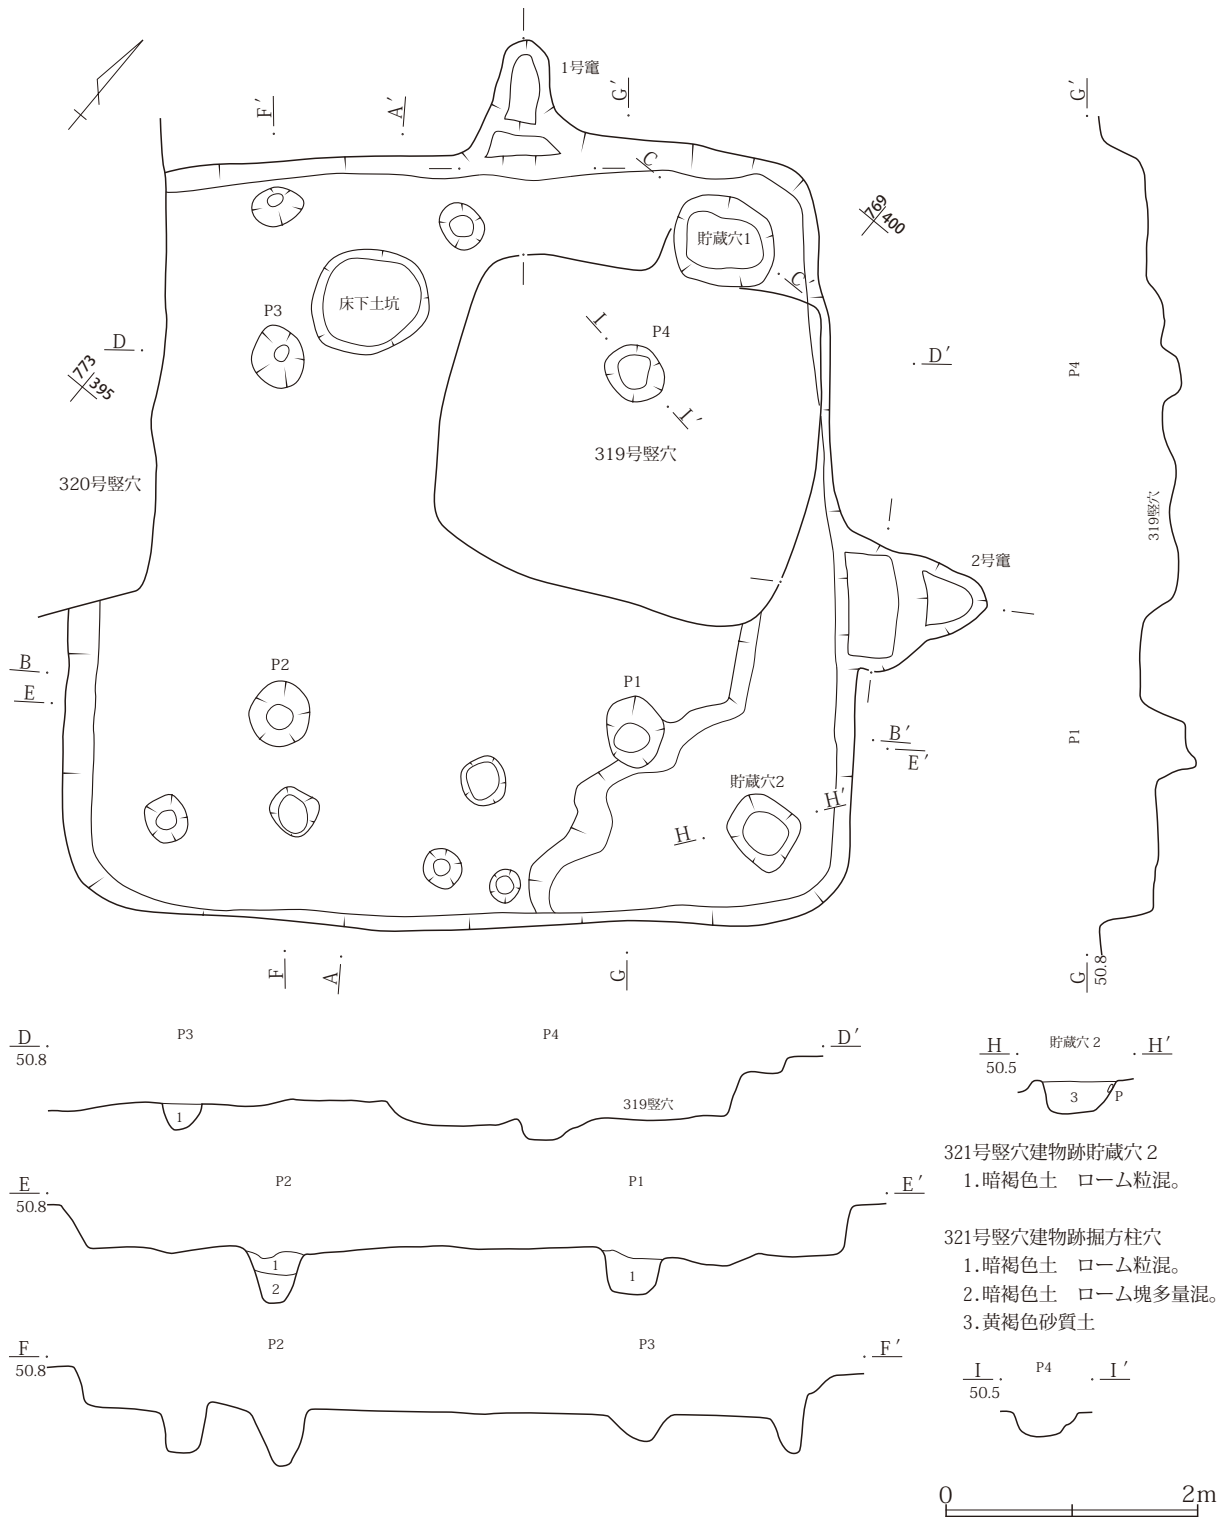 1号竈
G′
G′
F′
A′
C
769
400
貯蔵穴1
C′
床下土坑
P3
I
P4
D
D′
P4
773
395
I′
319号竪穴
320号竪穴
319竪穴
2号竈
B
P2
E
P1
B′
E′
P1
貯蔵穴2
H′
H
F
A
G
G
50.8
D
50.8
P3
P4
D′
319竪穴
1
H
50.5
貯蔵穴 2
H′
3
P
321号竪穴建物跡貯蔵穴 2
1.暗褐色土　ローム粒混。
E
50.8
P2
P1
E′
1
2
1
321号竪穴建物跡掘方柱穴
1.暗褐色土　ローム粒混。
2.暗褐色土　ローム塊多量混。
3.黄褐色砂質土
F
50.8
P2
P3
F′
I
50.5
P4
I′
0
2m